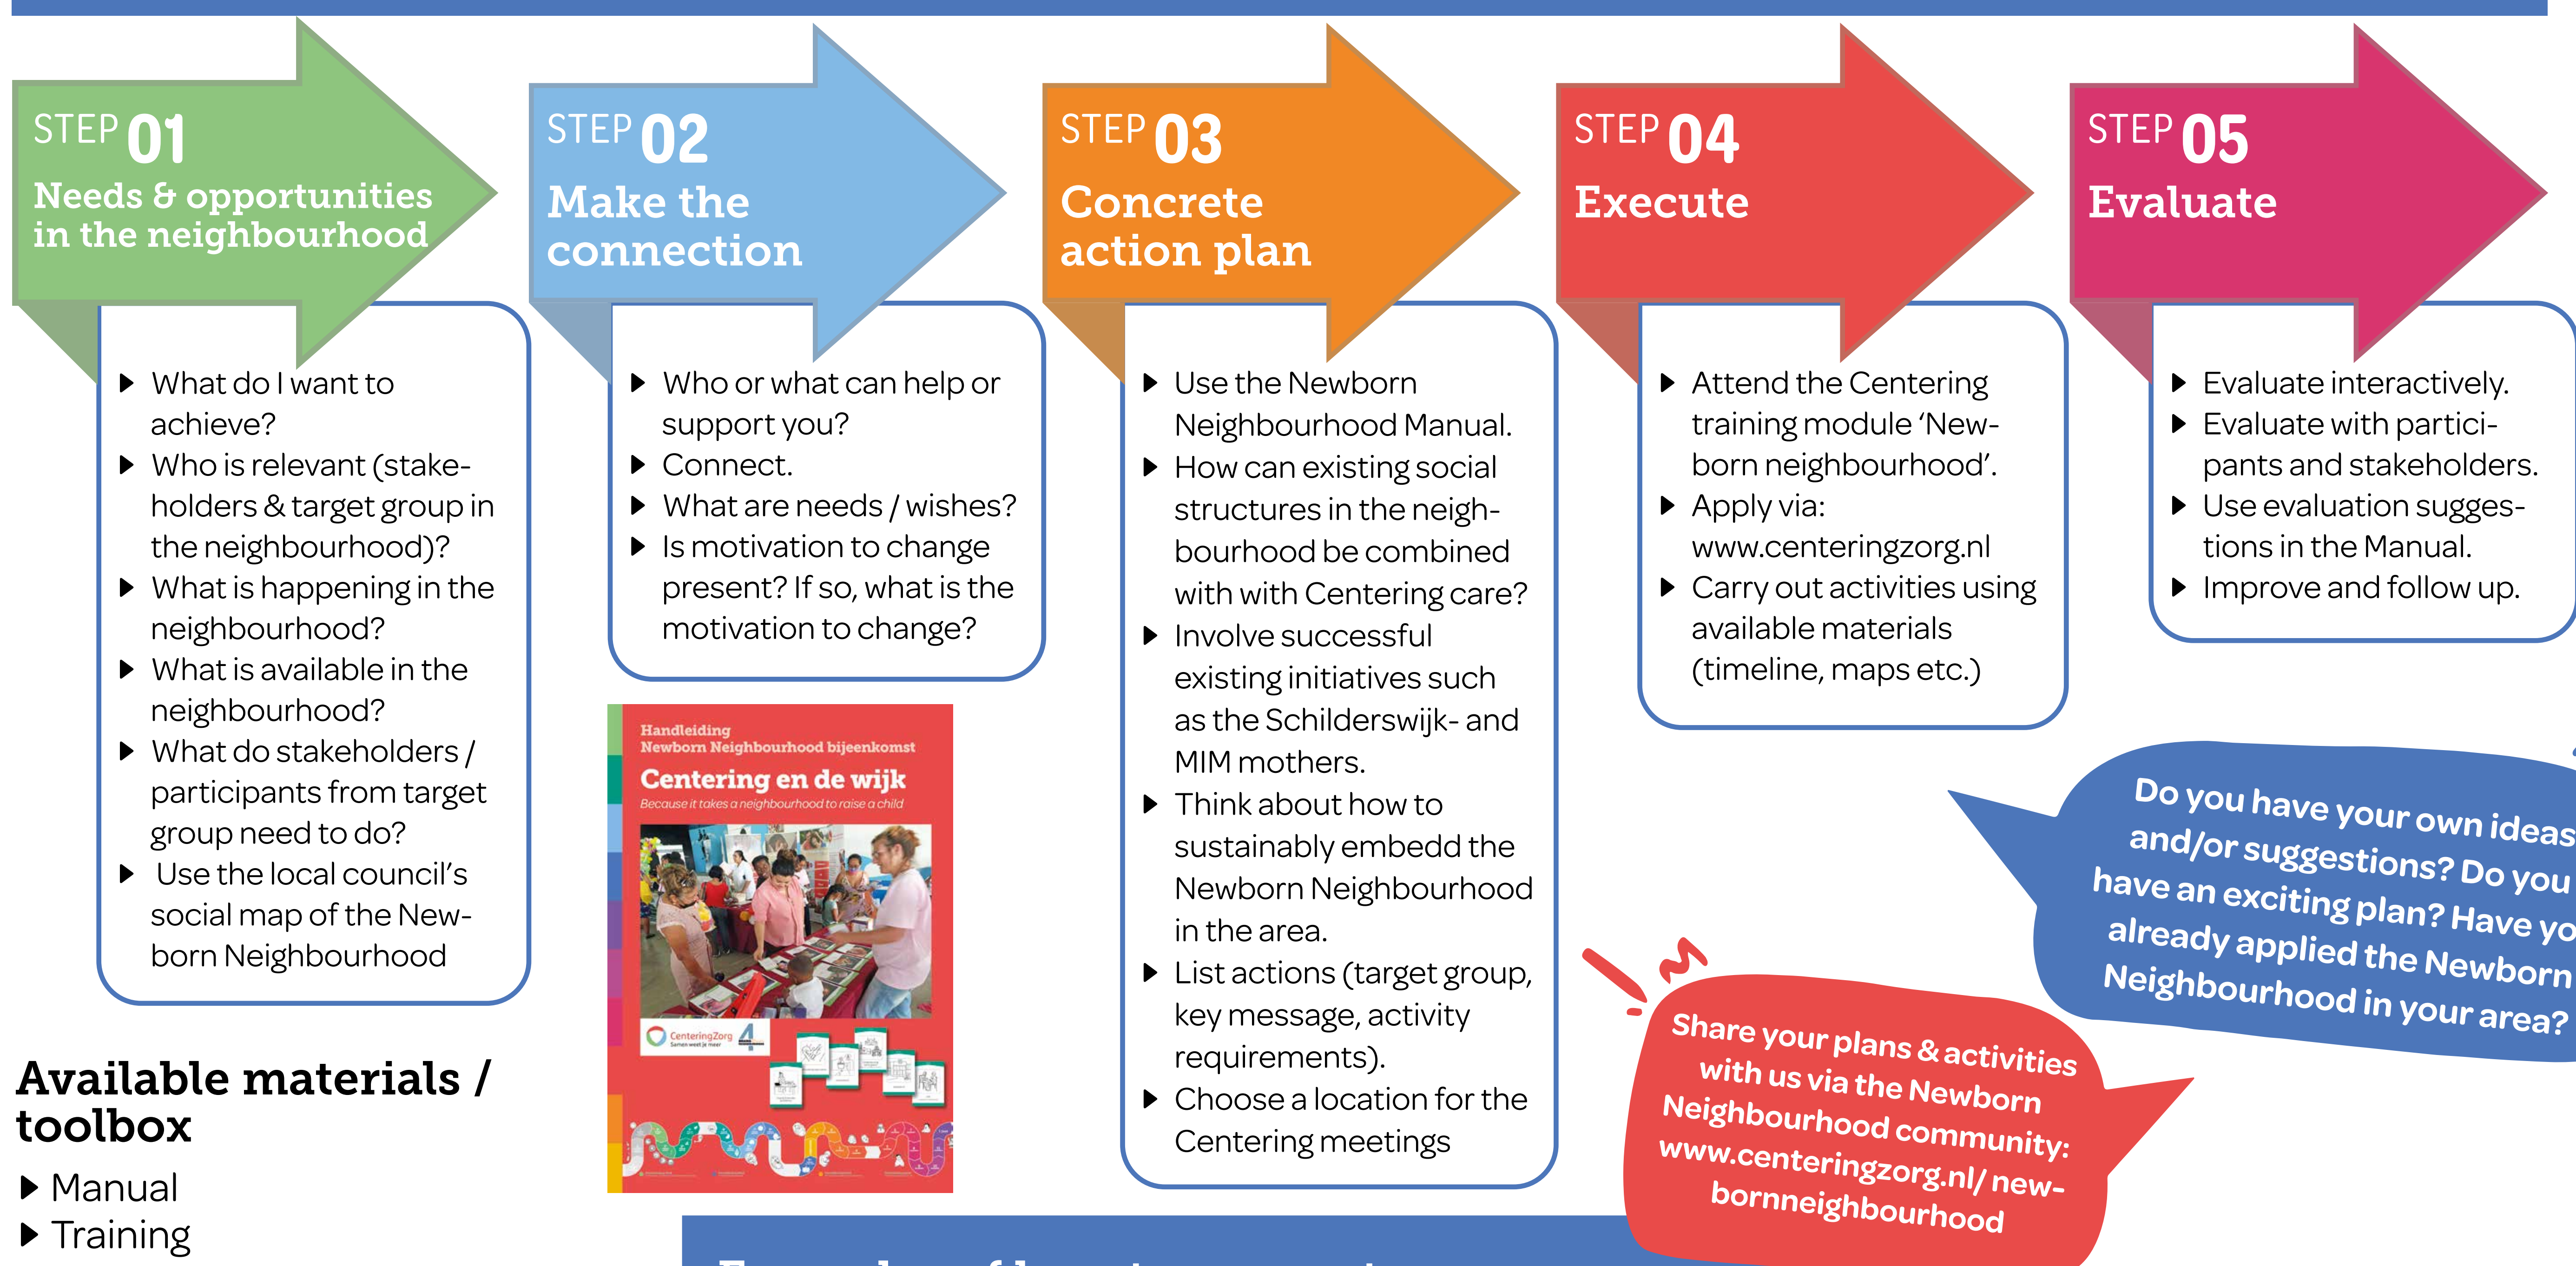 STEP 01
Needs & opportunities
in the neighbourhood
What do I want to
achieve?
Who is relevant (stake-
holders & target group in
the neighbourhood)?
What is happening in the
neighbourhood?
What is available in the
neighbourhood?
What do stakeholders /
participants from target
group need to do?
Use the local council's
social map of the New-
born Neighbourhood
STEP 02
Make the
connection
Who or what can help or
support you?
Connect.
What are needs / wishes?
Is motivation to change
present? If so, what is the
motivation to change?
STEP 03
Concrete
action plan
Use the Newborn
Neighbourhood Manual.
How can existing social
structures in the neigh-
bourhood be combined
with with Centering care?
Involve successful
existing initiatives such
as the Schilderswijk- and
MIM mothers.
Think about how to
sustainably embedd the
Newborn Neighbourhood
in the area.
List actions (target group,
key message, activity
requirements).
Choose a location for the
Centering meetings
STEP 04
Execute
Attend the Centering
training module ‘New-
born neighbourhood’.
Apply via:
www.centeringzorg.nl
Carry out activities using
available materials
(timeline, maps etc.)
STEP 05
Evaluate
Evaluate interactively.
Evaluate with partici-
pants and stakeholders.
Use evaluation sugges-
tions in the Manual.
Improve and follow up.
Handleiding
Newborn Neighbourhood bijeenkomst
Centering en de wijk
Because it takes a neighbourhood to raise a child
CenteringZorg
Samen weet je meer
Do you have your own ideas
and/or suggestions? Do you
have an exciting plan? Have yo
already applied the Newborn
Neighbourhood in your area?
Share your plans & activities
with us via the Newborn
Neighbourhood community:
www.centeringzorg.nl/ new-
bornneighbourhood
Available materials /
toolbox
Manual
Training